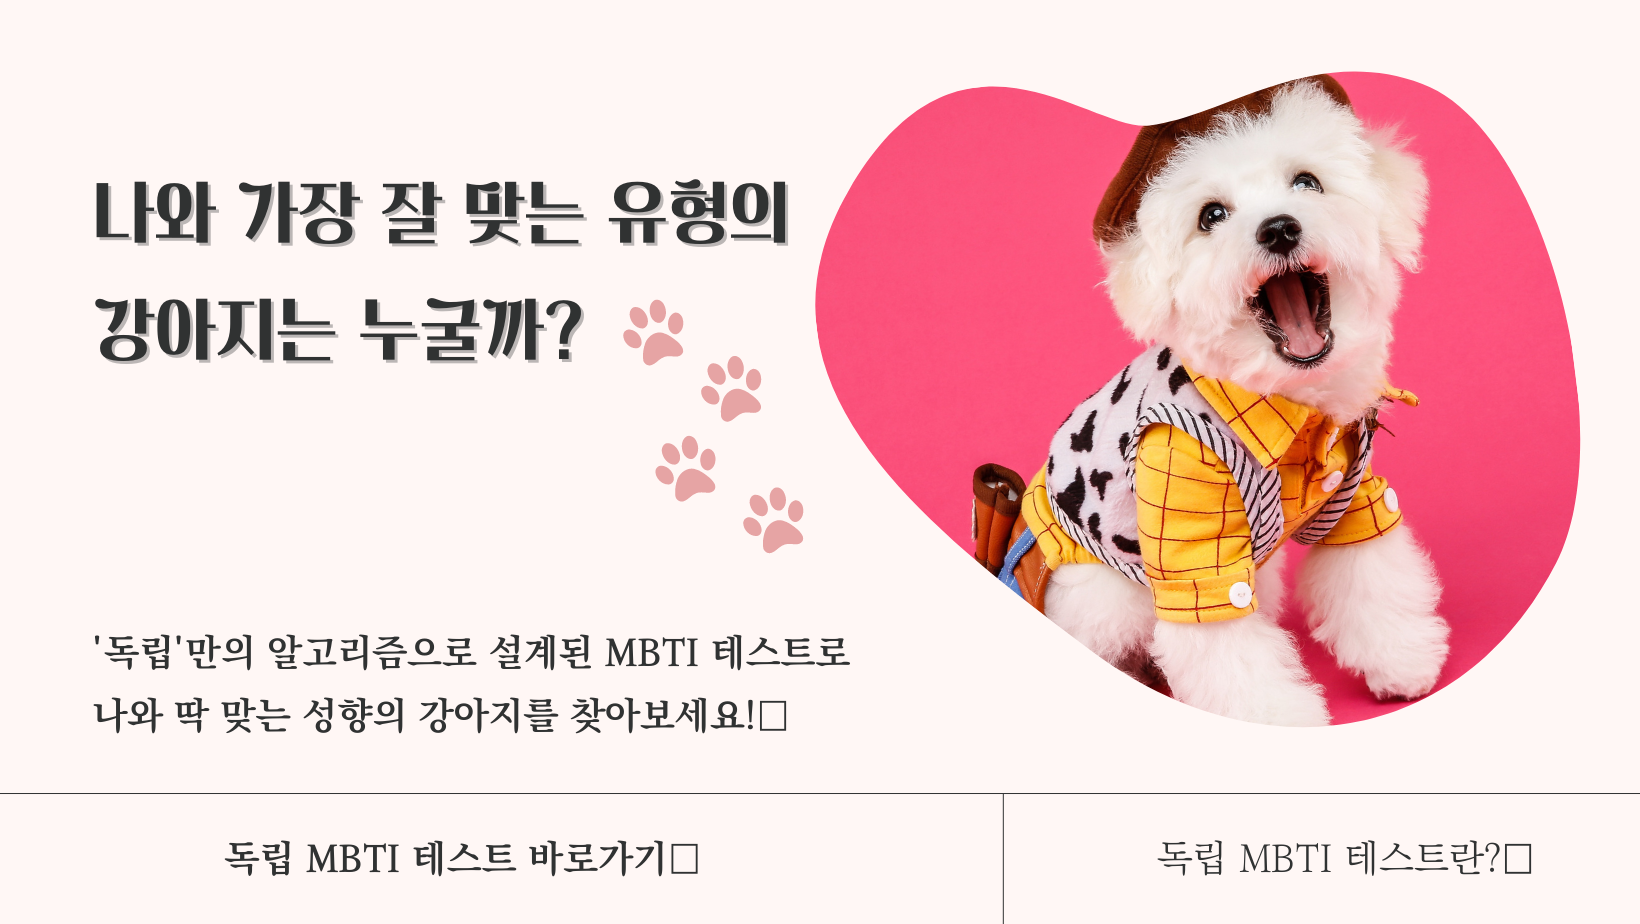 나와 가장 잘 맞는 유형의
강아지는 누굴까?
'독립'만의 알고리즘으로 설계된 MBTI 테스트로
나와 딱 맞는 성향의 강아지를 찾아보세요!□
독립 MBTI 테스트 바로가기□
독립 MBTI 테스트란?□